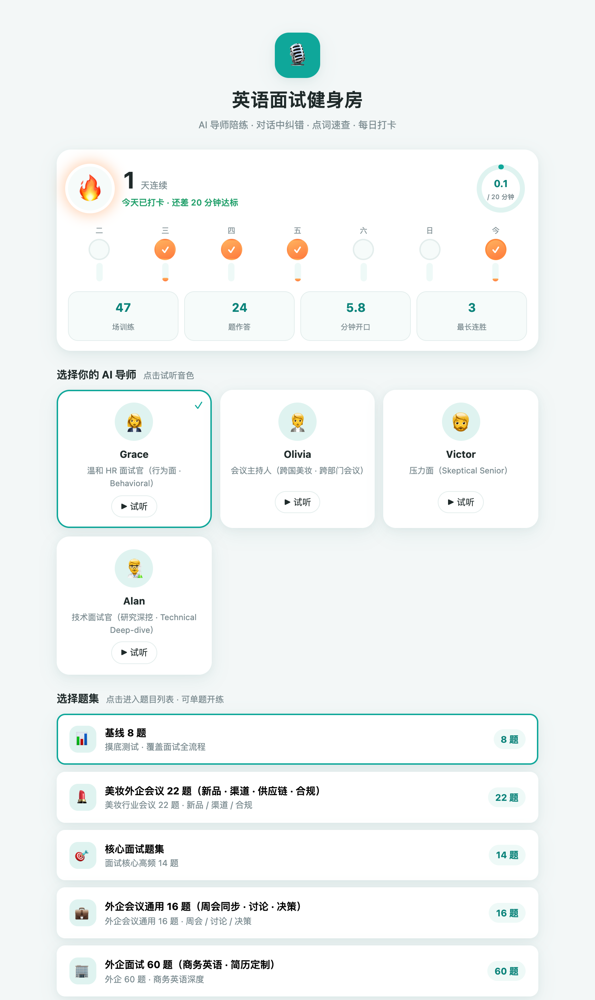 英语面试健身房
AI 导师陪练 · 对话中纠错 · 点词速查 · 每日打卡
1 天连续
今天已打卡 · 还差 20 分钟达标
0.1
/ 20 分钟
二 三 四 五 六 日 今
47
场训练
24
题作答
5.8
分钟开口
3
最长连胜
选择你的 AI 导师 点击试听音色
Grace
温和 HR 面试官（行为面 ·
Behavioral）
▶ 试听
Olivia
会议主持人（跨国美妆 · 跨部门会议）
▶ 试听
Victor
压力面（Skeptical Senior）
▶ 试听
Alan
技术面试官（研究深挖 · Technical
Deep-dive）
▶ 试听
选择题集 点击进入题目列表 · 可单题开练
基线 8 题
摸底测试 · 覆盖面试全流程
8 题
美妆外企会议 22 题（新品 · 渠道 · 供应链 · 合规）
美妆行业会议 22 题 · 新品 / 渠道 / 合规
22 题
核心面试题集
面试核心高频 14 题
14 题
外企会议通用 16 题（周会同步 · 讨论 · 决策）
外企会议通用 16 题 · 周会 / 讨论 / 决策
16 题
外企面试 60 题（商务英语 · 简历定制）
外企 60 题 · 商务英语深度
60 题